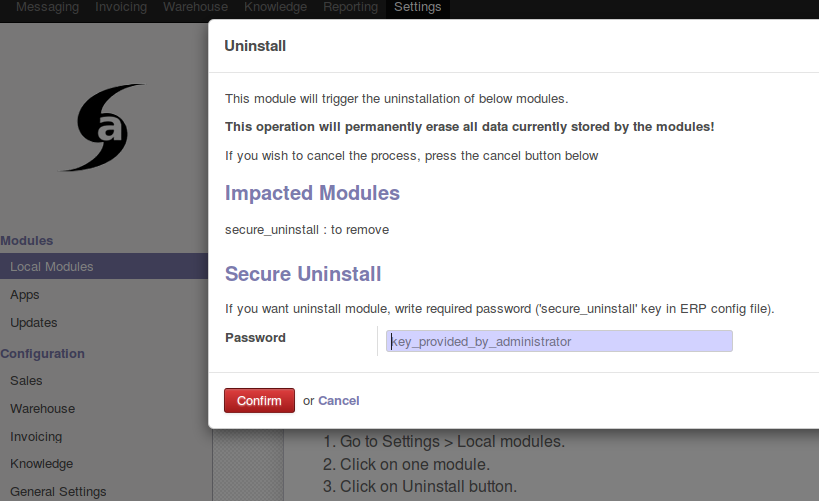 Messaging Invoicing Warehouse Knowledge Reporting Settings
Uninstall
This module will trigger the uninstallation of below modules.
This operation will permanently erase all data currently stored by the modules!
If you wish to cancel the process, press the cancel button below
Impacted Modules
secure_uninstall : to remove
Secure Uninstall
If you want uninstall module, write required password ('secure_uninstall' key in ERP config file).
Password key_provided_by_administrator
Confirm or Cancel
a
Modules
Local Modules
Apps
Updates
Configuration
Sales
Warehouse
Invoicing
Knowledge
General Settings
1. Go to Settings > Local modules.
2. Click on one module.
3. Click on Uninstall button.